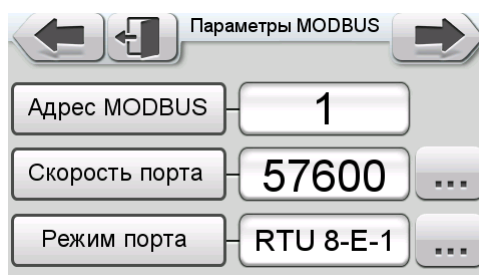 Параметры MODBUS
Адрес MODBUS
1
Скорость порта
57600
...
Режим порта
RTU 8-E-1
...